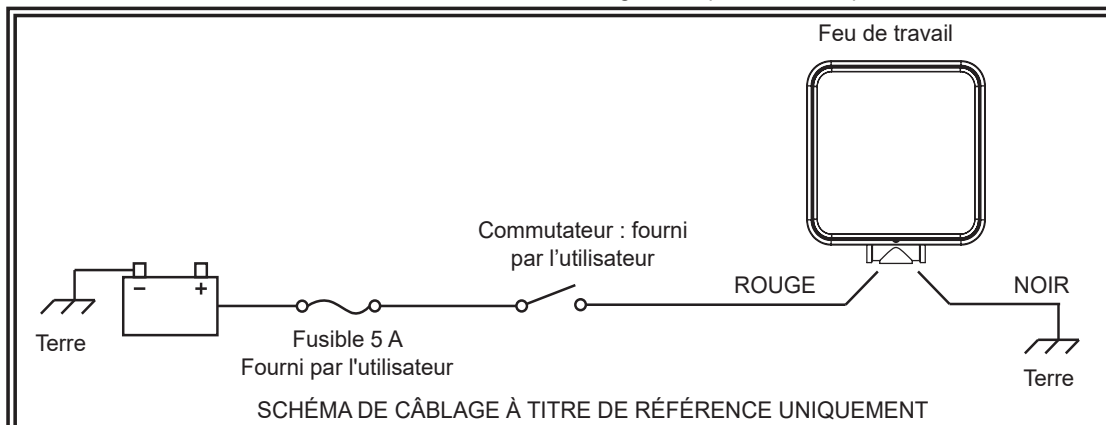 Feu de travail
Commutateur : fourni
par l’utilisateur
ROUGE
NOIR
– +
Terre
Fusible 5 A
Fourni par l'utilisateur
Terre
SCHÉMA DE CÂBLAGE À TITRE DE RÉFÉRENCE UNIQUEMENT